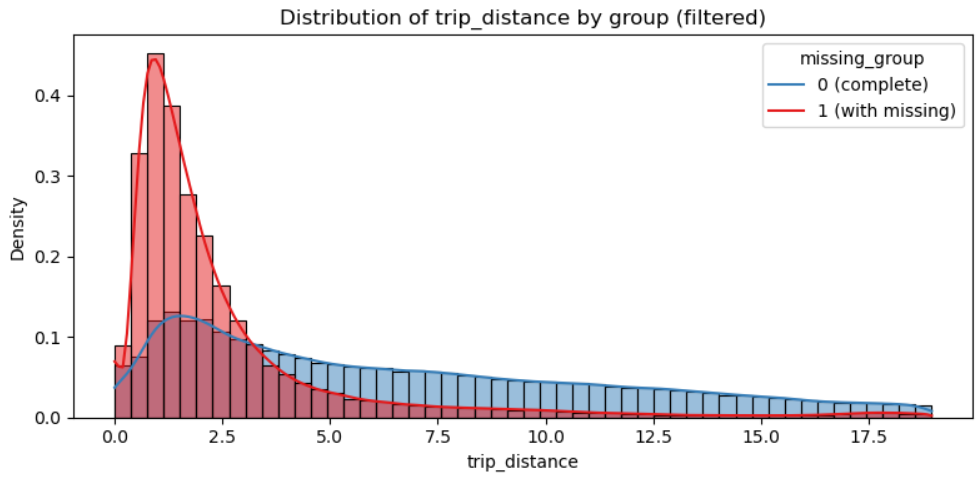 Distribution of trip_distance by group (filtered)
missing_group
0 (complete)
1 (with missing)
Density
0.4
0.3
0.2
0.1
0.0
0.0 2.5 5.0 7.5 10.0 12.5 15.0 17.5
trip_distance